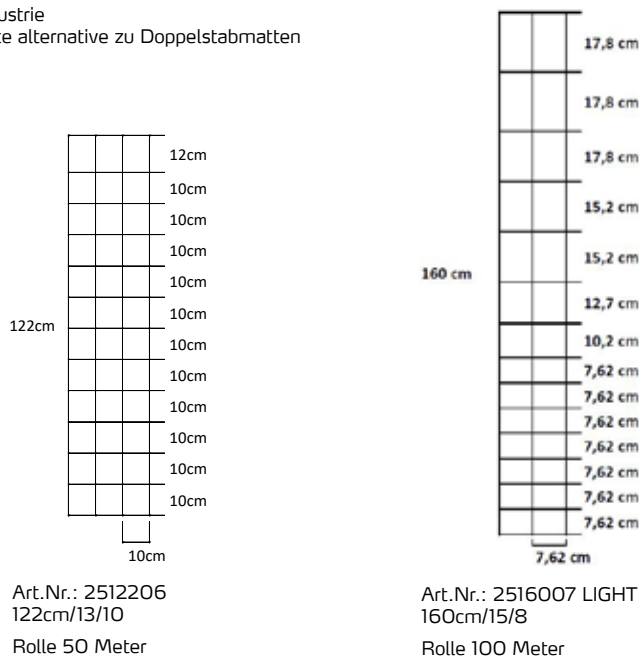 alternative zu Doppelstabmatten
12cm
10cm
10cm
10cm
10cm
10cm
10cm
10cm
10cm
10cm
10cm
10cm
122cm
10cm
Art.Nr.: 2512206
122cm/13/10
Rolle 50 Meter
17,8 cm
17,8 cm
17,8 cm
15,2 cm
15,2 cm
12,7 cm
10,2 cm
7,62 cm
7,62 cm
7,62 cm
7,62 cm
7,62 cm
7,62 cm
7,62 cm
160 cm
7,62 cm
Art.Nr.: 2516007 LIGHT
160cm/15/8
Rolle 100 Meter